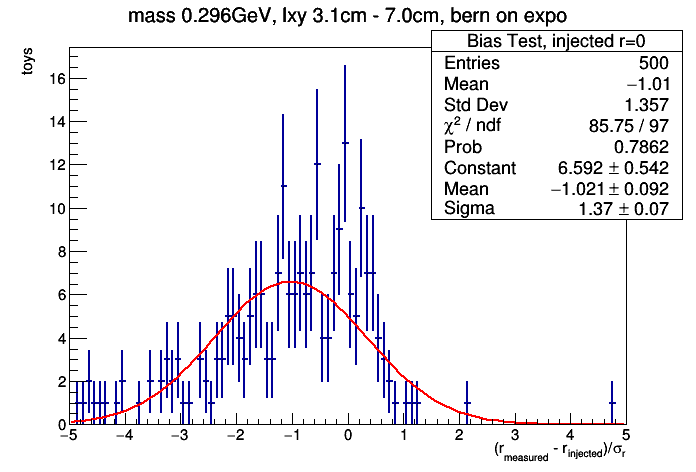 mass 0.296GeV, lxy 3.1cm - 7.0cm, bern on expo
toys
Bias Test, injected r=0
Entries 500
Mean −1.01
Std Dev 1.357
χ² / ndf 85.75 / 97
Prob 0.7862
Constant 6.592 ± 0.542
Mean −1.021 ± 0.092
Sigma 1.37 ± 0.07
16
14
12
10
8
6
4
2
0
−5 −4 −3 −2 −1 0 1 2 3 4 5
(r_measured - r_injected)/σ_r